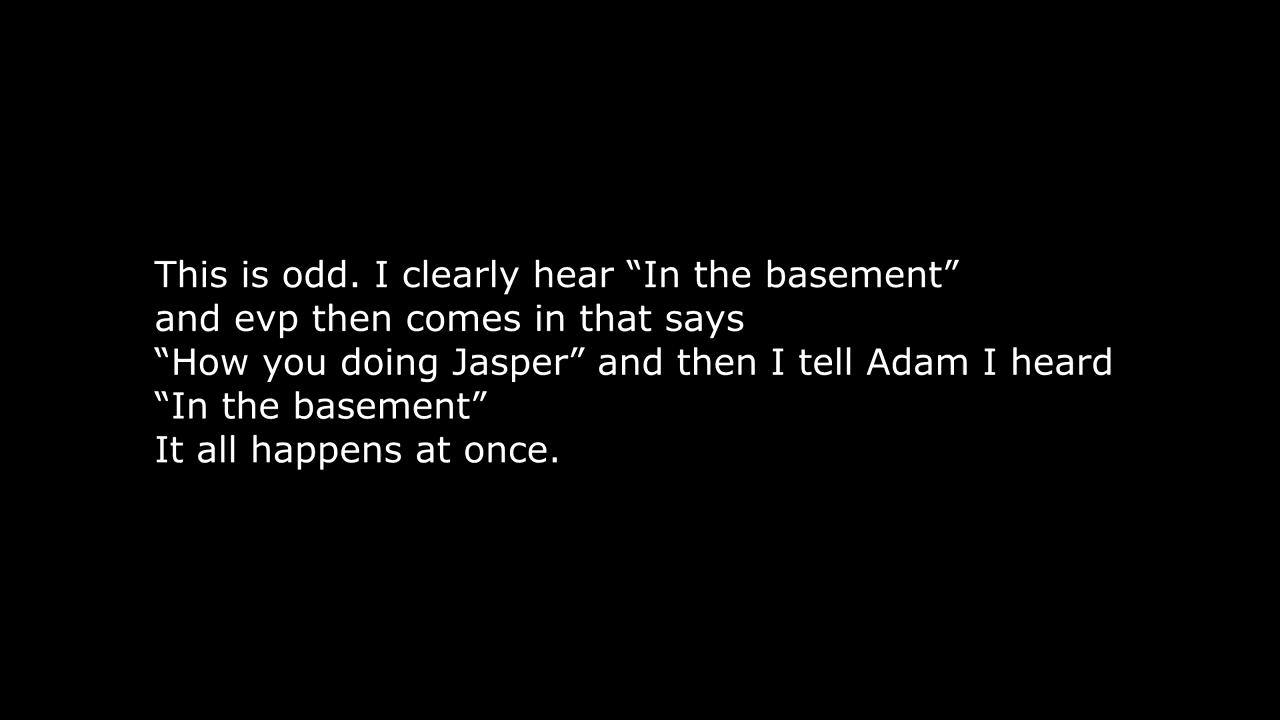 This is odd. I clearly hear “In the basement”
and evp then comes in that says
“How you doing Jasper” and then I tell Adam I heard
“In the basement”
It all happens at once.